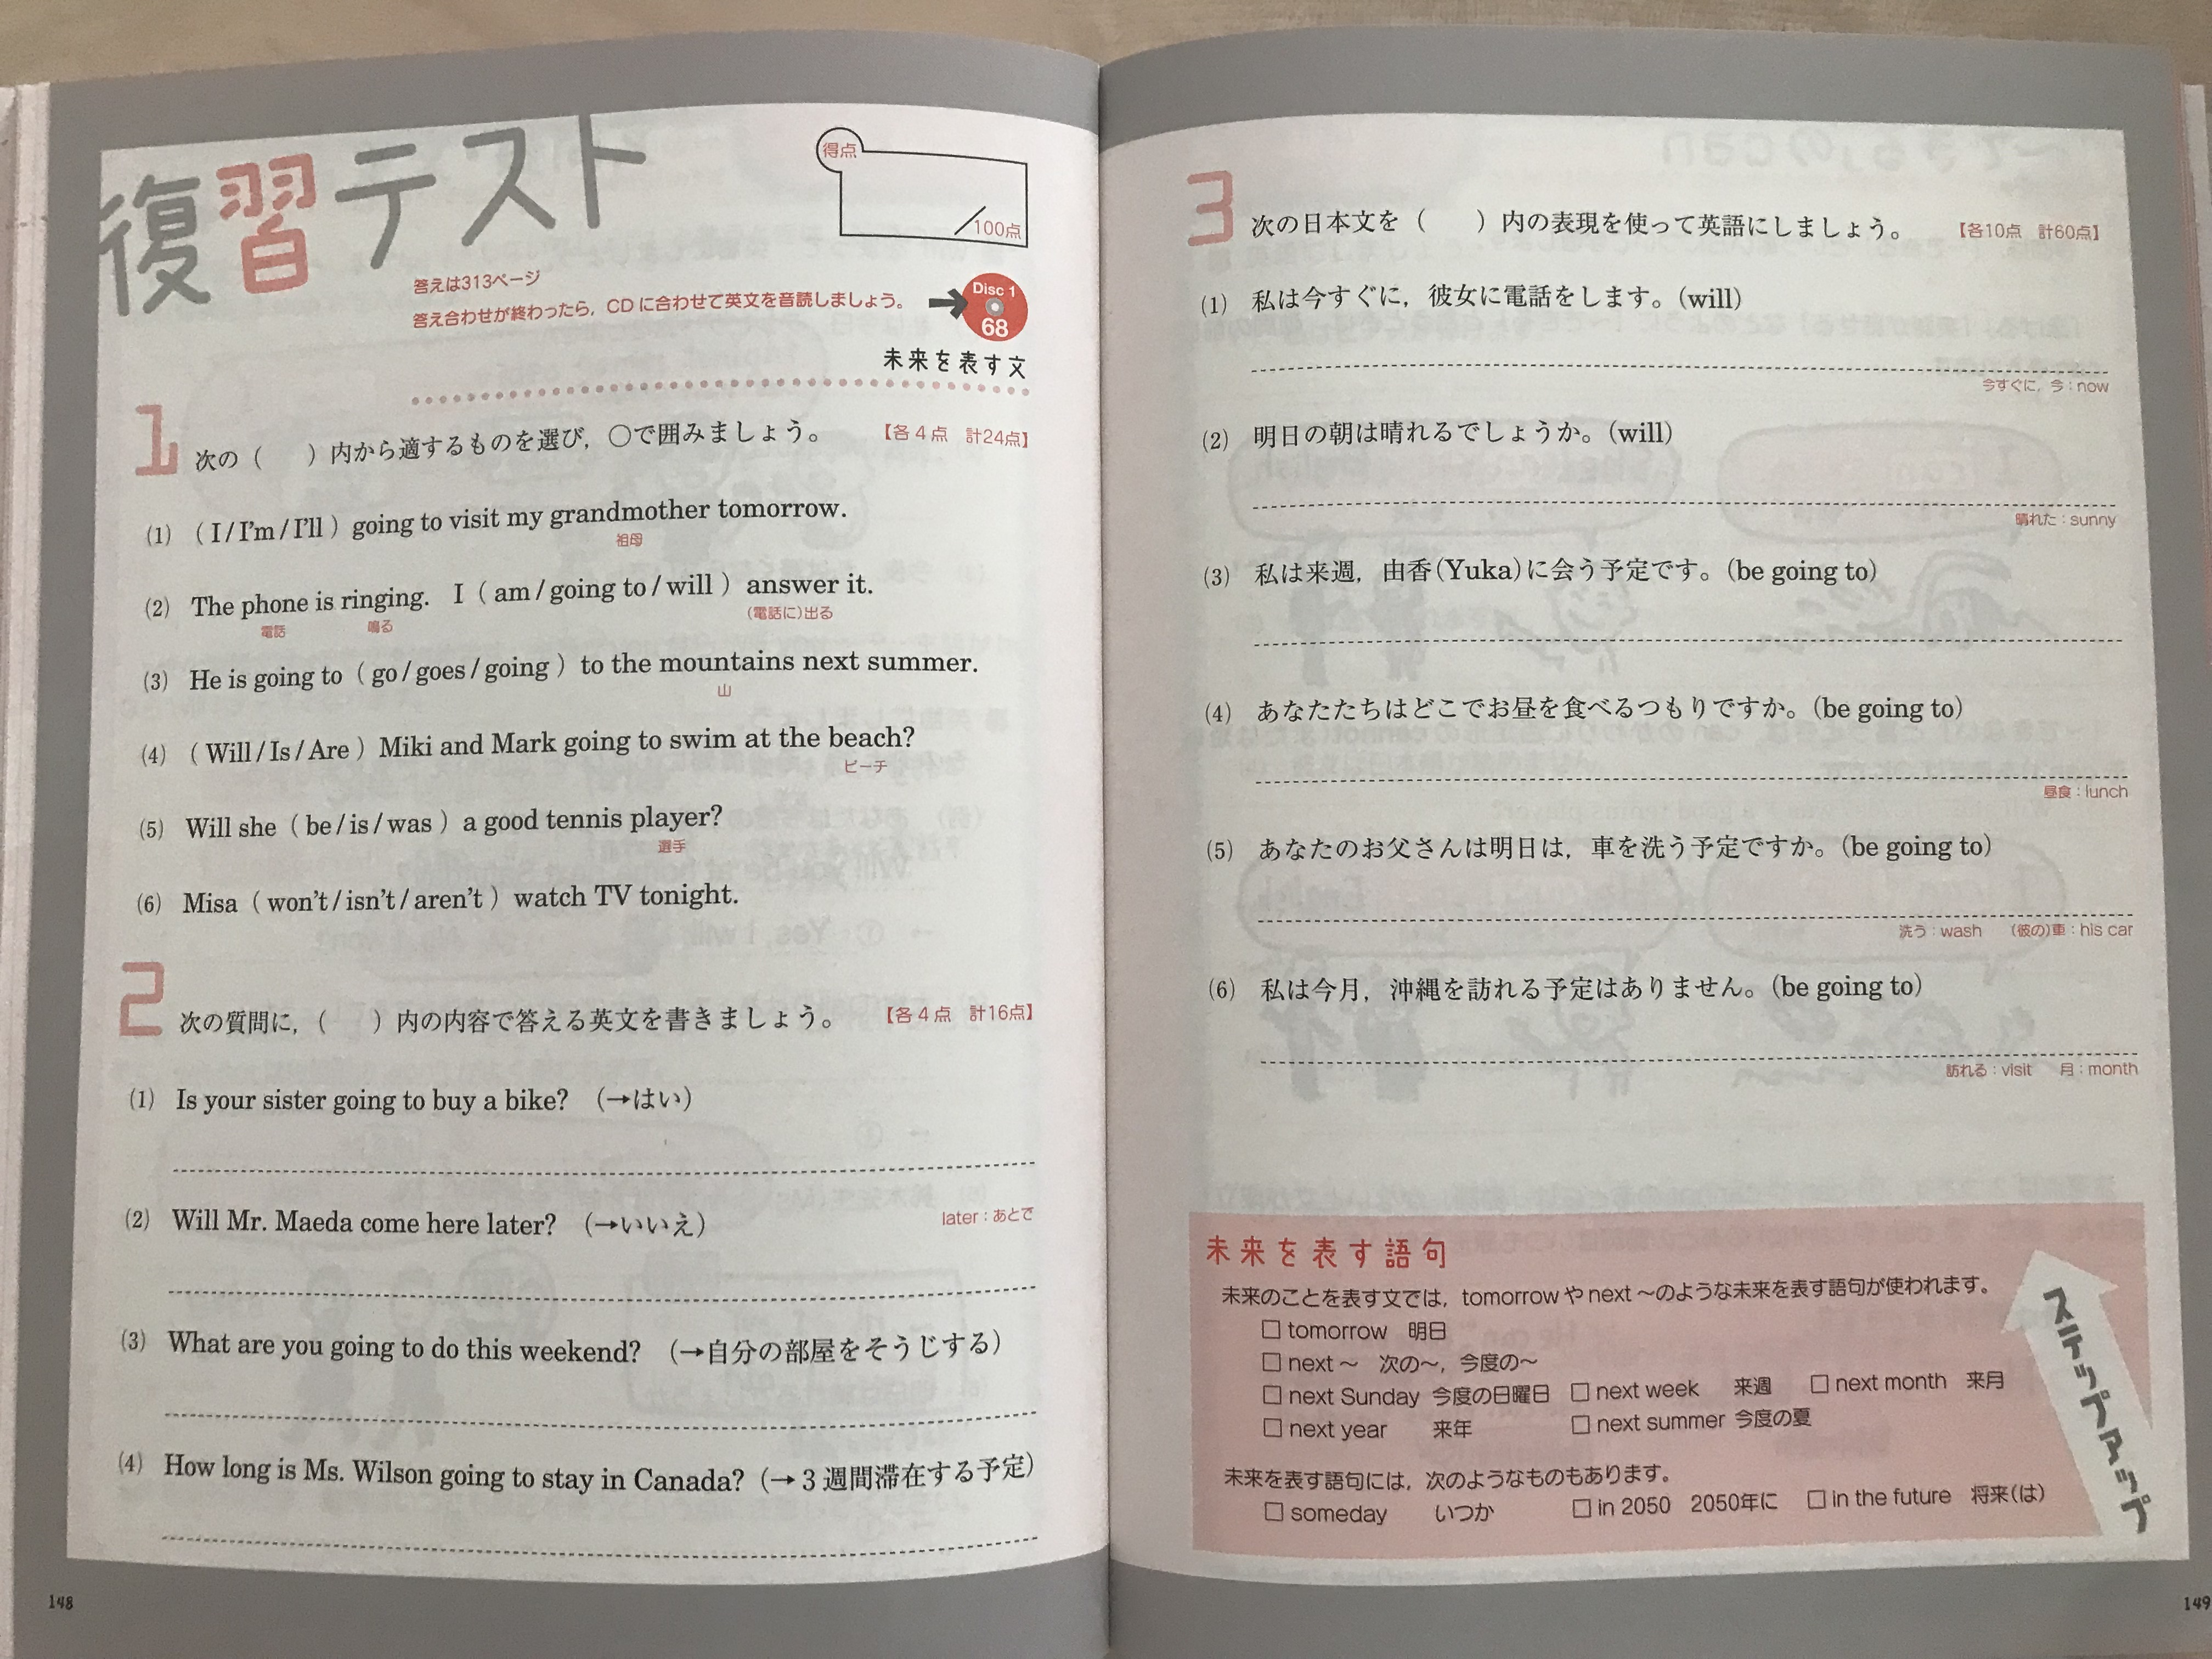 復習テスト
得点
/100点
答えは313ページ
答え合わせが終わったら，CDに合わせて英文を音読しましょう。
Disc 1
68
未来を表す文
1 次の（　　）内から適するものを選び，○で囲みましょう。【各4点　計24点】
(1) ( I / I'm / I'll ) going to visit my grandmother tomorrow.
祖母
(2) The phone is ringing. I ( am / going to / will ) answer it.
電話 鳴る (電話に)出る
(3) He is going to ( go / goes / going ) to the mountains next summer.
山
(4) ( Will / Is / Are ) Miki and Mark going to swim at the beach?
ビーチ
(5) Will she ( be / is / was ) a good tennis player?
選手
(6) Misa ( won't / isn't / aren't ) watch TV tonight.
2 次の質問に，（　　）内の内容で答える英文を書きましょう。【各4点　計16点】
(1) Is your sister going to buy a bike? (→はい)
(2) Will Mr. Maeda come here later? (→いいえ) later：あとで
(3) What are you going to do this weekend? (→自分の部屋をそうじする)
(4) How long is Ms. Wilson going to stay in Canada? (→3週間滞在する予定)
148
3 次の日本文を（　　）内の表現を使って英語にしましょう。【各10点　計60点】
(1) 私は今すぐに，彼女に電話をします。(will)
今すぐに，今：now
(2) 明日の朝は晴れるでしょうか。(will)
晴れた：sunny
(3) 私は来週，由香(Yuka)に会う予定です。(be going to)
(4) あなたたちはどこでお昼を食べるつもりですか。(be going to)
昼食：lunch
(5) あなたのお父さんは明日は，車を洗う予定ですか。(be going to)
洗う：wash (彼の)車：his car
(6) 私は今月，沖縄を訪れる予定はありません。(be going to)
訪れる：visit 月：month
未来を表す語句
未来のことを表す文では，tomorrowやnext～のような未来を表す語句が使われます。
□ tomorrow 明日
□ next～ 次の～，今度の～
□ next Sunday 今度の日曜日 □ next week 来週 □ next month 来月
□ next year 来年 □ next summer 今度の夏
未来を表す語句には，次のようなものもあります。
□ someday いつか □ in 2050 2050年に □ in the future 将来(は)
ステップアップ
149